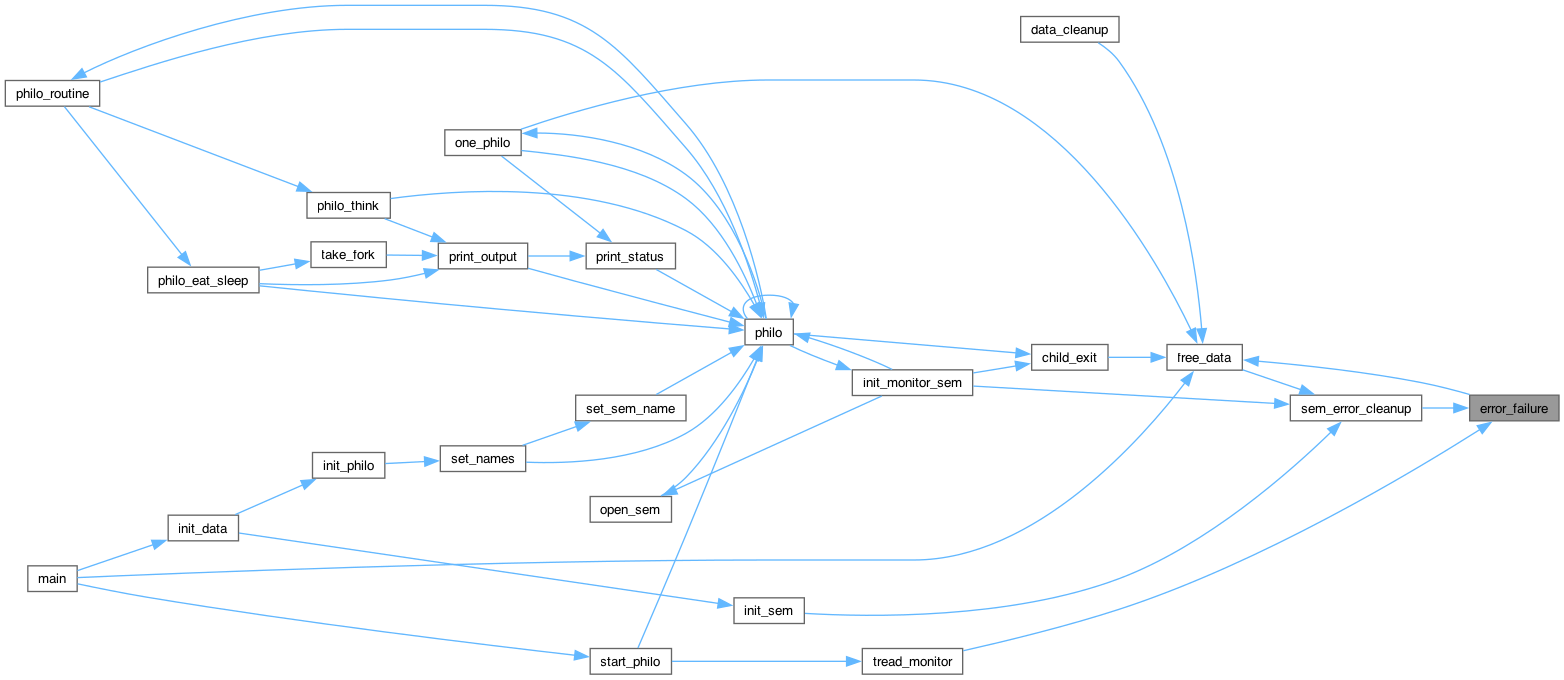 data_cleanup
philo_routine
one_philo
philo_think
take_fork
print_output
print_status
philo_eat_sleep
philo
child_exit
free_data
init_monitor_sem
set_sem_name
sem_error_cleanup
error_failure
init_philo
set_names
open_sem
init_data
main
init_sem
start_philo
tread_monitor